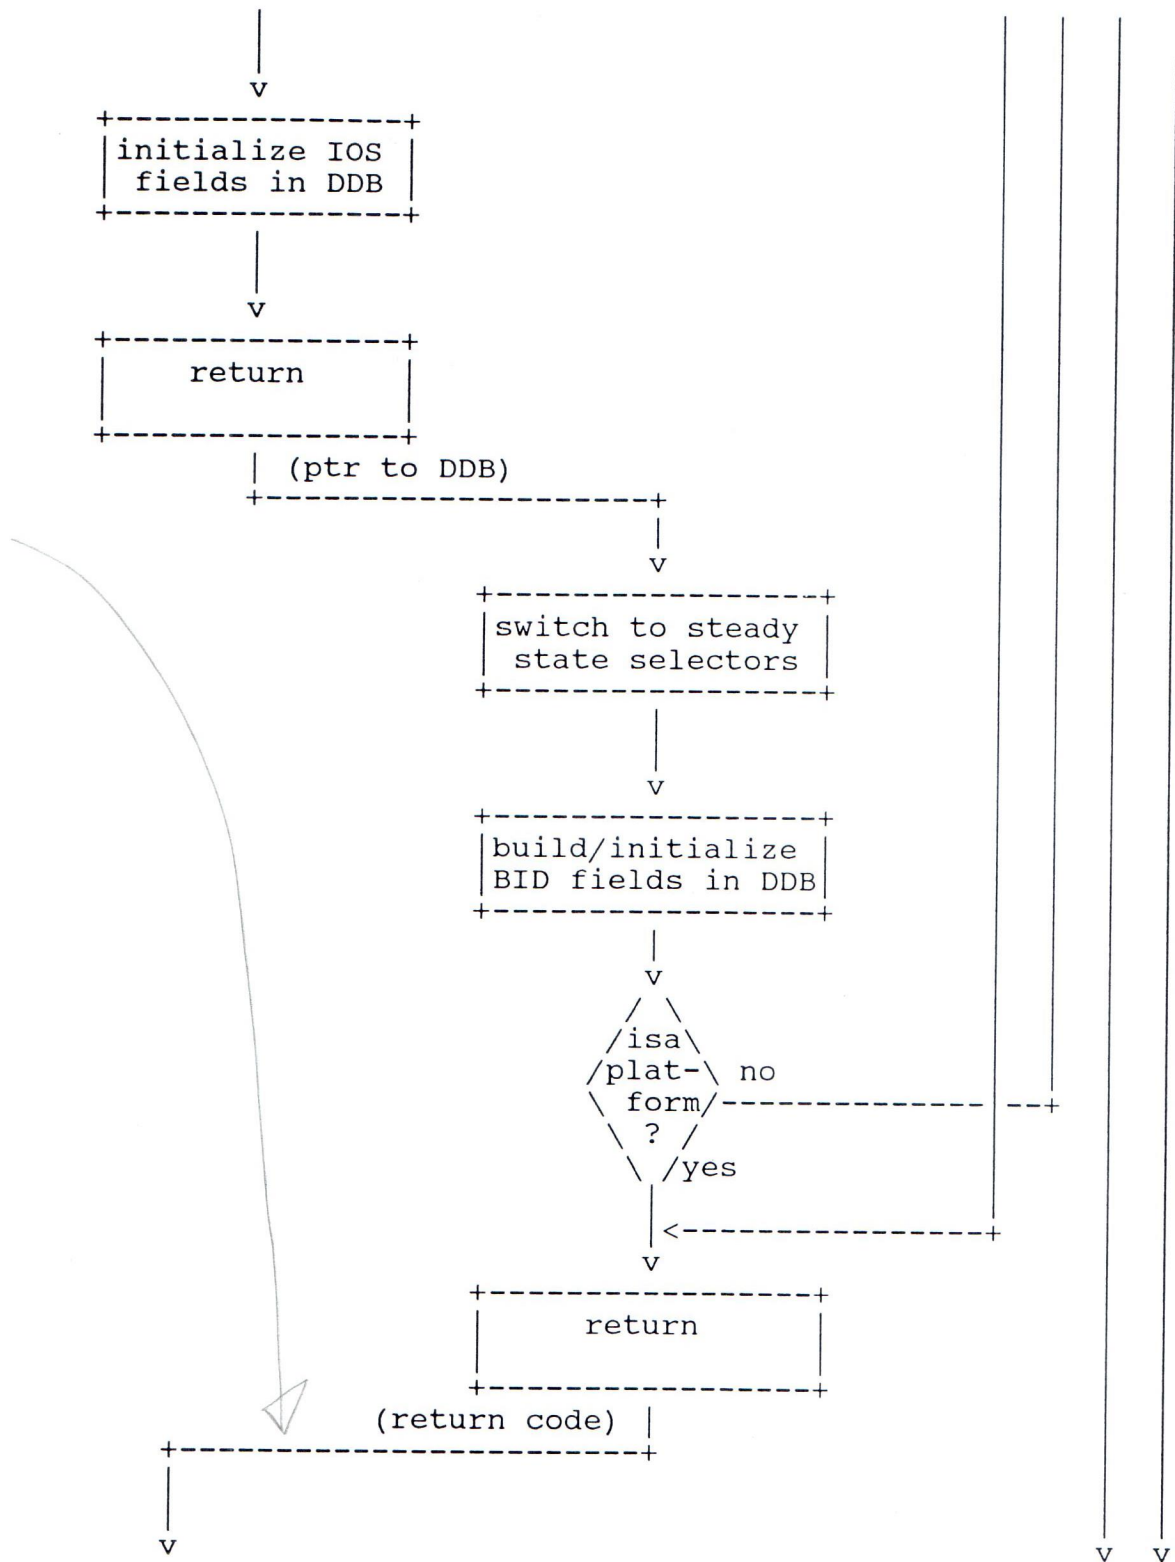 initialize IOS
fields in DDB
return
(ptr to DDB)
switch to steady
state selectors
build/initialize
BID fields in DDB
isa
plat- no
form
?
yes
return
(return code)